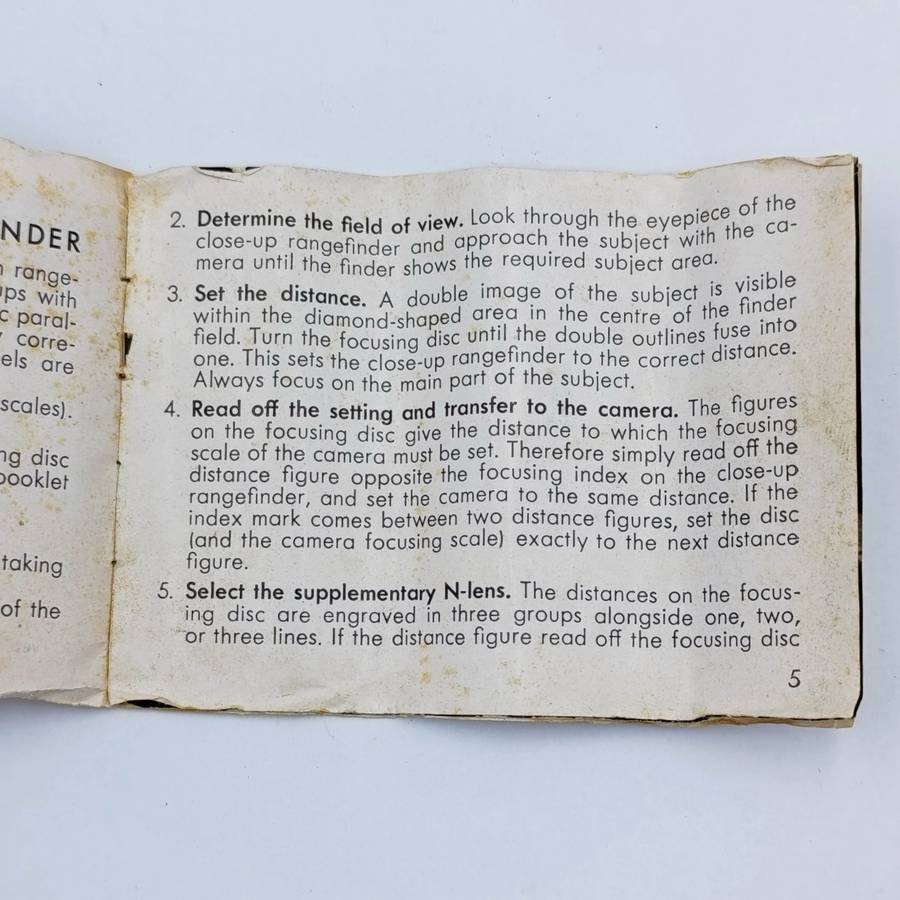 NDER
range-
ups with
c paral-
corre-
els are
scales).
ng disc
booklet
taking
of the
2. Determine the field of view. Look through the eyepiece of the
close-up rangefinder and approach the subject with the ca-
mera until the finder shows the required subject area.
3. Set the distance. A double image of the subject is visible
within the diamond-shaped area in the centre of the finder
field. Turn the focusing disc until the double outlines fuse into
one. This sets the close-up rangefinder to the correct distance.
Always focus on the main part of the subject.
4. Read off the setting and transfer to the camera. The figures
on the focusing disc give the distance to which the focusing
scale of the camera must be set. Therefore simply read off the
distance figure opposite the focusing index on the close-up
rangefinder, and set the camera to the same distance. If the
index mark comes between two distance figures, set the disc
(and the camera focusing scale) exactly to the next distance
figure.
5. Select the supplementary N-lens. The distances on the focus-
ing disc are engraved in three groups alongside one, two,
or three lines. If the distance figure read off the focusing disc
5